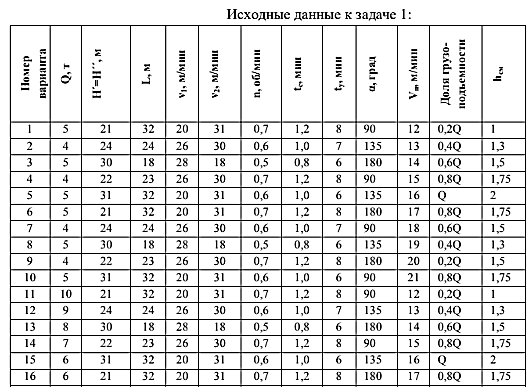 Исходные данные к задаче 1:
Номер варианта Q, т H'=H'', м L, м v₁, м/мин v₂, м/мин n, об/мин tс, мин tу, мин α, град Vп, м/мин Доля грузо-подъемности hсм
1 5 21 32 20 31 0,7 1,2 8 90 12 0,2Q 1
2 4 24 24 26 30 0,6 1,0 7 135 13 0,4Q 1,3
3 5 30 18 28 18 0,5 0,8 6 180 14 0,6Q 1,5
4 4 22 23 26 30 0,7 1,2 8 90 15 0,8Q 1,75
5 5 31 32 20 31 0,6 1,0 6 135 16 Q 2
6 5 21 32 20 31 0,7 1,2 8 180 17 0,8Q 1,75
7 4 24 24 26 30 0,6 1,0 7 90 18 0,6Q 1,5
8 5 30 18 28 18 0,5 0,8 6 135 19 0,4Q 1,3
9 4 22 23 26 30 0,7 1,2 8 180 20 0,2Q 1,5
10 5 31 32 20 31 0,6 1,0 6 90 21 0,8Q 1,75
11 10 21 32 20 31 0,7 1,2 8 90 12 0,2Q 1
12 9 24 24 26 30 0,6 1,0 7 135 13 0,4Q 1,3
13 8 30 18 28 18 0,5 0,8 6 180 14 0,6Q 1,5
14 7 22 23 26 30 0,7 1,2 8 90 15 0,8Q 1,75
15 6 31 32 20 31 0,6 1,0 6 135 16 Q 2
16 6 21 32 20 31 0,7 1,2 8 180 17 0,8Q 1,75